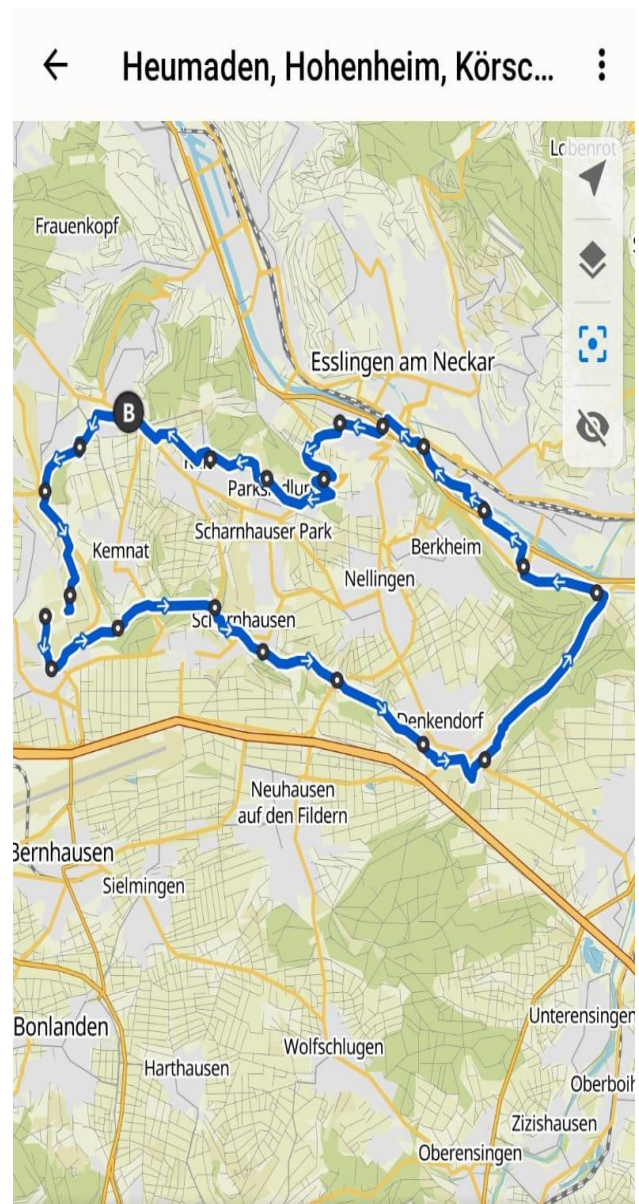 Heumaden, Hohenheim, Körsc...
Lobenrot
Frauenkopf
Esslingen am Neckar
B
Scharnhauser Park
Kemnat
Berkheim
Nellingen
Scharnhausen
Denkendorf
Neuhausen
auf den Fildern
Bernhausen
Sielmingen
Unterensingen
Bonlanden
Wolfschlugen
Harthausen
Oberboih
Zizishausen
Oberensingen